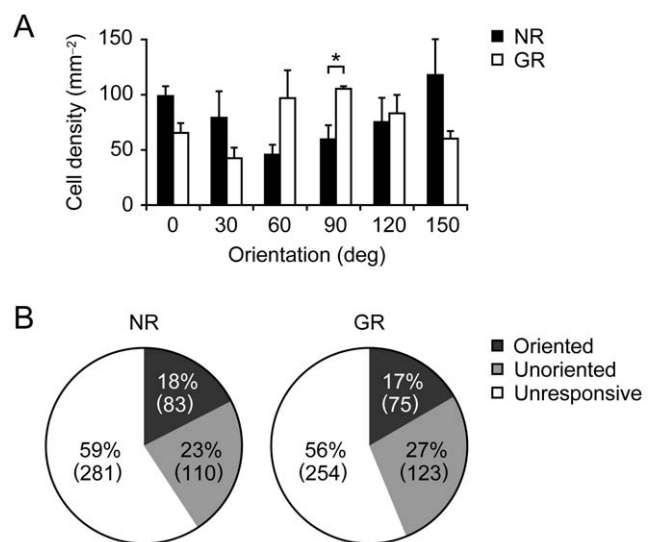 A
Cell density (mm⁻²)
150
100
50
0
*
NR
GR
0 30 60 90 120 150
Orientation (deg)
B
NR
GR
18%
(83)
23%
(110)
59%
(281)
17%
(75)
27%
(123)
56%
(254)
Oriented
Unoriented
Unresponsive